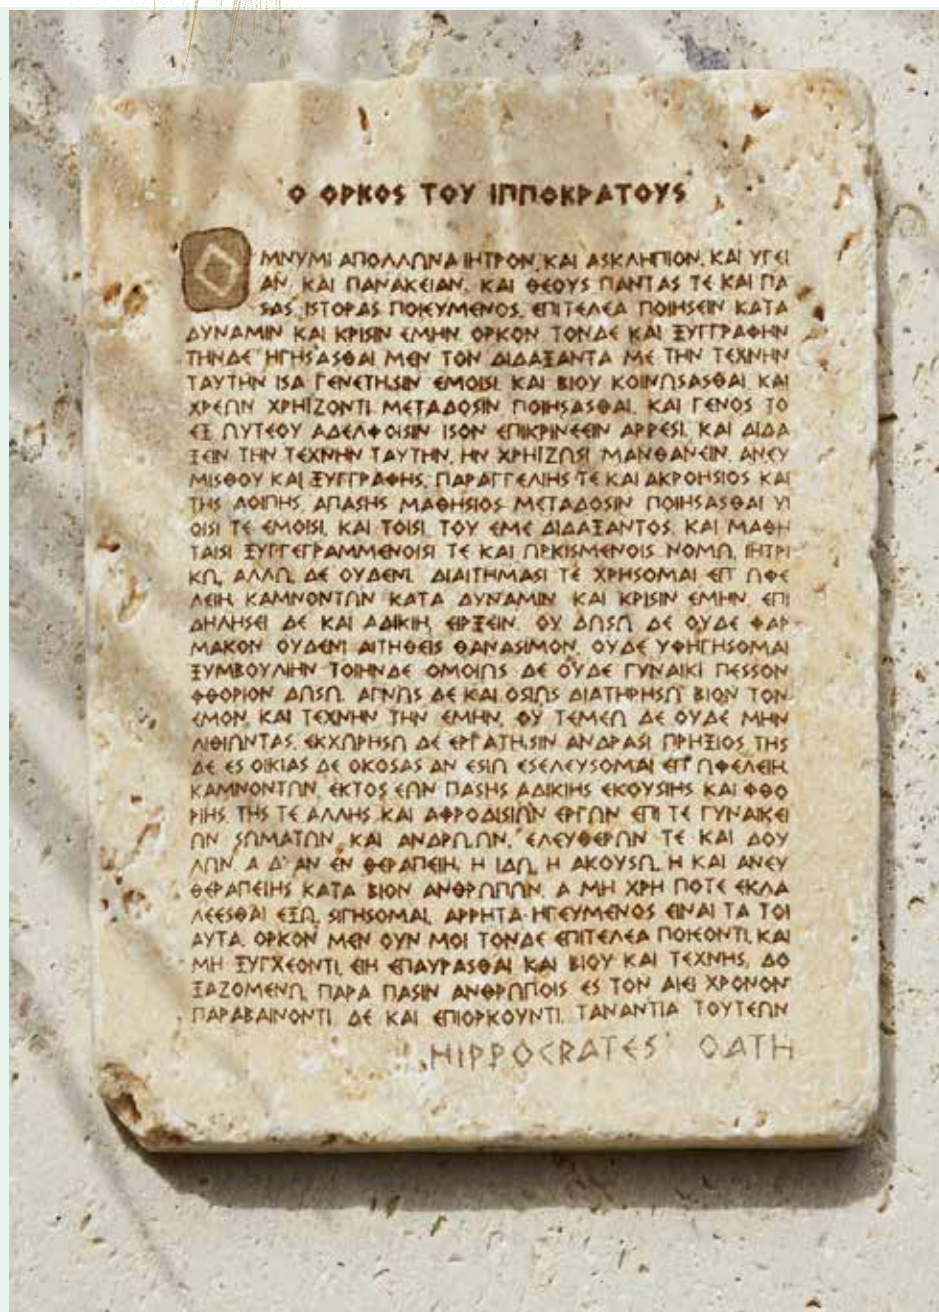 Ο ΟΡΚΟΣ ΤΟΥ ΙΠΠΟΚΡΑΤΟΥΣ
ΟΜΝΥΜΙ ΑΠΟΛΛΩΝΑ ΙΗΤΡΟΝ, ΚΑΙ ΑΣΚΛΗΠΙΟΝ, ΚΑΙ ΥΓΕΙ
ΑΝ, ΚΑΙ ΠΑΝΑΚΕΙΑΝ, ΚΑΙ ΘΕΟΥΣ ΠΑΝΤΑΣ ΤΕ ΚΑΙ ΠΑ
ΣΑΣ, ΙΣΤΟΡΑΣ ΠΟΙΕΥΜΕΝΟΣ, ΕΠΙΤΕΛΕΑ ΠΟΙΗΣΕΙΝ ΚΑΤΑ
ΔΥΝΑΜΙΝ ΚΑΙ ΚΡΙΣΙΝ ΕΜΗΝ ΟΡΚΟΝ ΤΟΝΔΕ ΚΑΙ ΞΥΓΓΡΑΦΗΝ
ΤΗΝΔΕ ΗΓΗΣΑΣΘΑΙ ΜΕΝ ΤΟΝ ΔΙΔΑΞΑΝΤΑ ΜΕ ΤΗΝ ΤΕΧΝΗΝ
ΤΑΥΤΗΝ ΙΣΑ ΓΕΝΕΤΗΣΙΝ ΕΜΟΙΣΙ, ΚΑΙ ΒΙΟΥ ΚΟΙΝΩΣΑΣΘΑΙ, ΚΑΙ
ΧΡΕΩΝ ΧΡΗΙΖΟΝΤΙ ΜΕΤΑΔΟΣΙΝ ΠΟΙΗΣΑΣΘΑΙ, ΚΑΙ ΓΕΝΟΣ ΤΟ
ΕΞ ΩΥΤΕΟΥ ΑΔΕΛΦΟΙΣΙΝ ΙΣΟΝ ΕΠΙΚΡΙΝΕΕΙΝ ΑΡΡΕΣΙ, ΚΑΙ ΔΙΔΑ
ΞΕΙΝ ΤΗΝ ΤΕΧΝΗΝ ΤΑΥΤΗΝ, ΗΝ ΧΡΗΙΖΩΣΙ ΜΑΝΘΑΝΕΙΝ, ΑΝΕΥ
ΜΙΣΘΟΥ ΚΑΙ ΞΥΓΓΡΑΦΗΣ, ΠΑΡΑΓΓΕΛΙΗΣ ΤΕ ΚΑΙ ΑΚΡΟΗΣΙΟΣ ΚΑΙ
ΤΗΣ ΛΟΙΠΗΣ ΑΠΑΣΗΣ ΜΑΘΗΣΙΟΣ ΜΕΤΑΔΟΣΙΝ ΠΟΙΗΣΑΣΘΑΙ ΥΙ
ΟΙΣΙ ΤΕ ΕΜΟΙΣΙ, ΚΑΙ ΤΟΙΣΙ ΤΟΥ ΕΜΕ ΔΙΔΑΞΑΝΤΟΣ, ΚΑΙ ΜΑΘΗ
ΤΑΙΣΙ ΞΥΓΓΕΓΡΑΜΜΕΝΟΙΣΙ ΤΕ ΚΑΙ ΩΡΚΙΣΜΕΝΟΙΣ ΝΟΜΩ, ΙΗΤΡΙ
ΚΩ, ΑΛΛΩ, ΔΕ ΟΥΔΕΝΙ. ΔΙΑΙΤΗΜΑΣΙ ΤΕ ΧΡΗΣΟΜΑΙ ΕΠ' ΩΦΕ
ΛΕΙΗ, ΚΑΜΝΟΝΤΩΝ ΚΑΤΑ ΔΥΝΑΜΙΝ ΚΑΙ ΚΡΙΣΙΝ ΕΜΗΝ, ΕΠΙ
ΔΗΛΗΣΕΙ ΔΕ ΚΑΙ ΑΔΙΚΙΗ, ΕΙΡΞΕΙΝ. ΟΥ ΔΩΣΩ ΔΕ ΟΥΔΕ ΦΑΡ-
ΜΑΚΟΝ ΟΥΔΕΝΙ ΑΙΤΗΘΕΙΣ ΘΑΝΑΣΙΜΟΝ, ΟΥΔΕ ΥΦΗΓΗΣΟΜΑΙ
ΞΥΜΒΟΥΛΙΗΝ ΤΟΙΗΝΔΕ ΟΜΟΙΩΣ ΔΕ ΟΥΔΕ ΓΥΝΑΙΚΙ ΠΕΣΣΟΝ
ΦΘΟΡΙΟΝ ΔΩΣΩ. ΑΓΝΩΣ ΔΕ ΚΑΙ ΟΣΙΩΣ ΔΙΑΤΗΡΗΣΩ ΒΙΟΝ ΤΟΝ
ΕΜΟΝ, ΚΑΙ ΤΕΧΝΗΝ ΤΗΝ ΕΜΗΝ, ΟΥ ΤΕΜΕΩ ΔΕ ΟΥΔΕ ΜΗΝ
ΛΙΘΙΩΝΤΑΣ, ΕΚΧΩΡΗΣΩ ΔΕ ΕΡΓΑΤΗΣΙΝ ΑΝΔΡΑΣΙ ΠΡΗΞΙΟΣ ΤΗΣ
ΔΕ ΕΣ ΟΙΚΙΑΣ ΔΕ ΟΚΟΣΑΣ ΑΝ ΕΣΙΩ ΕΣΕΛΕΥΣΟΜΑΙ ΕΠ' ΩΦΕΛΕΙΗ,
ΚΑΜΝΟΝΤΩΝ, ΕΚΤΟΣ ΕΩΝ ΠΑΣΗΣ ΑΔΙΚΙΗΣ ΕΚΟΥΣΙΗΣ ΚΑΙ ΦΘΟ
ΡΙΗΣ, ΤΗΣ ΤΕ ΑΛΛΗΣ ΚΑΙ ΑΦΡΟΔΙΣΙΩΝ ΕΡΓΩΝ ΕΠΙ ΤΕ ΓΥΝΑΙΚΕΙ
ΩΝ ΣΩΜΑΤΩΝ, ΚΑΙ ΑΝΔΡΩ,ΩΝ, ΕΛΕΥΘΕΡΩΝ ΤΕ ΚΑΙ ΔΟΥ
ΛΩΝ Α Δ' ΑΝ ΕΝ ΘΕΡΑΠΕΙΗ, Η ΙΔΩ, Η ΑΚΟΥΣΩ, Η ΚΑΙ ΑΝΕΥ
ΘΕΡΑΠΕΙΗΣ ΚΑΤΑ ΒΙΟΝ ΑΝΘΡΩΠΩΝ, Α ΜΗ ΧΡΗ ΠΟΤΕ ΕΚΛΑ
ΛΕΕΣΘΑΙ ΕΞΩ, ΣΙΓΗΣΟΜΑΙ, ΑΡΡΗΤΑ ΗΓΕΥΜΕΝΟΣ ΕΙΝΑΙ ΤΑ ΤΟΙ
ΑΥΤΑ. ΟΡΚΟΝ ΜΕΝ ΟΥΝ ΜΟΙ ΤΟΝΔΕ ΕΠΙΤΕΛΕΑ ΠΟΙΕΟΝΤΙ, ΚΑΙ
ΜΗ ΞΥΓΧΕΟΝΤΙ, ΕΙΗ ΕΠΑΥΡΑΣΘΑΙ ΚΑΙ ΒΙΟΥ ΚΑΙ ΤΕΧΝΗΣ, ΔΟ
ΞΑΖΟΜΕΝΩ, ΠΑΡΑ ΠΑΣΙΝ ΑΝΘΡΩΠΟΙΣ ΕΣ ΤΟΝ ΑΙΕΙ ΧΡΟΝΟΝ
ΠΑΡΑΒΑΙΝΟΝΤΙ ΔΕ ΚΑΙ ΕΠΙΟΡΚΟΥΝΤΙ, ΤΑΝΑΝΤΙΑ ΤΟΥΤΕΩΝ
HIPPOCRATES' OATH